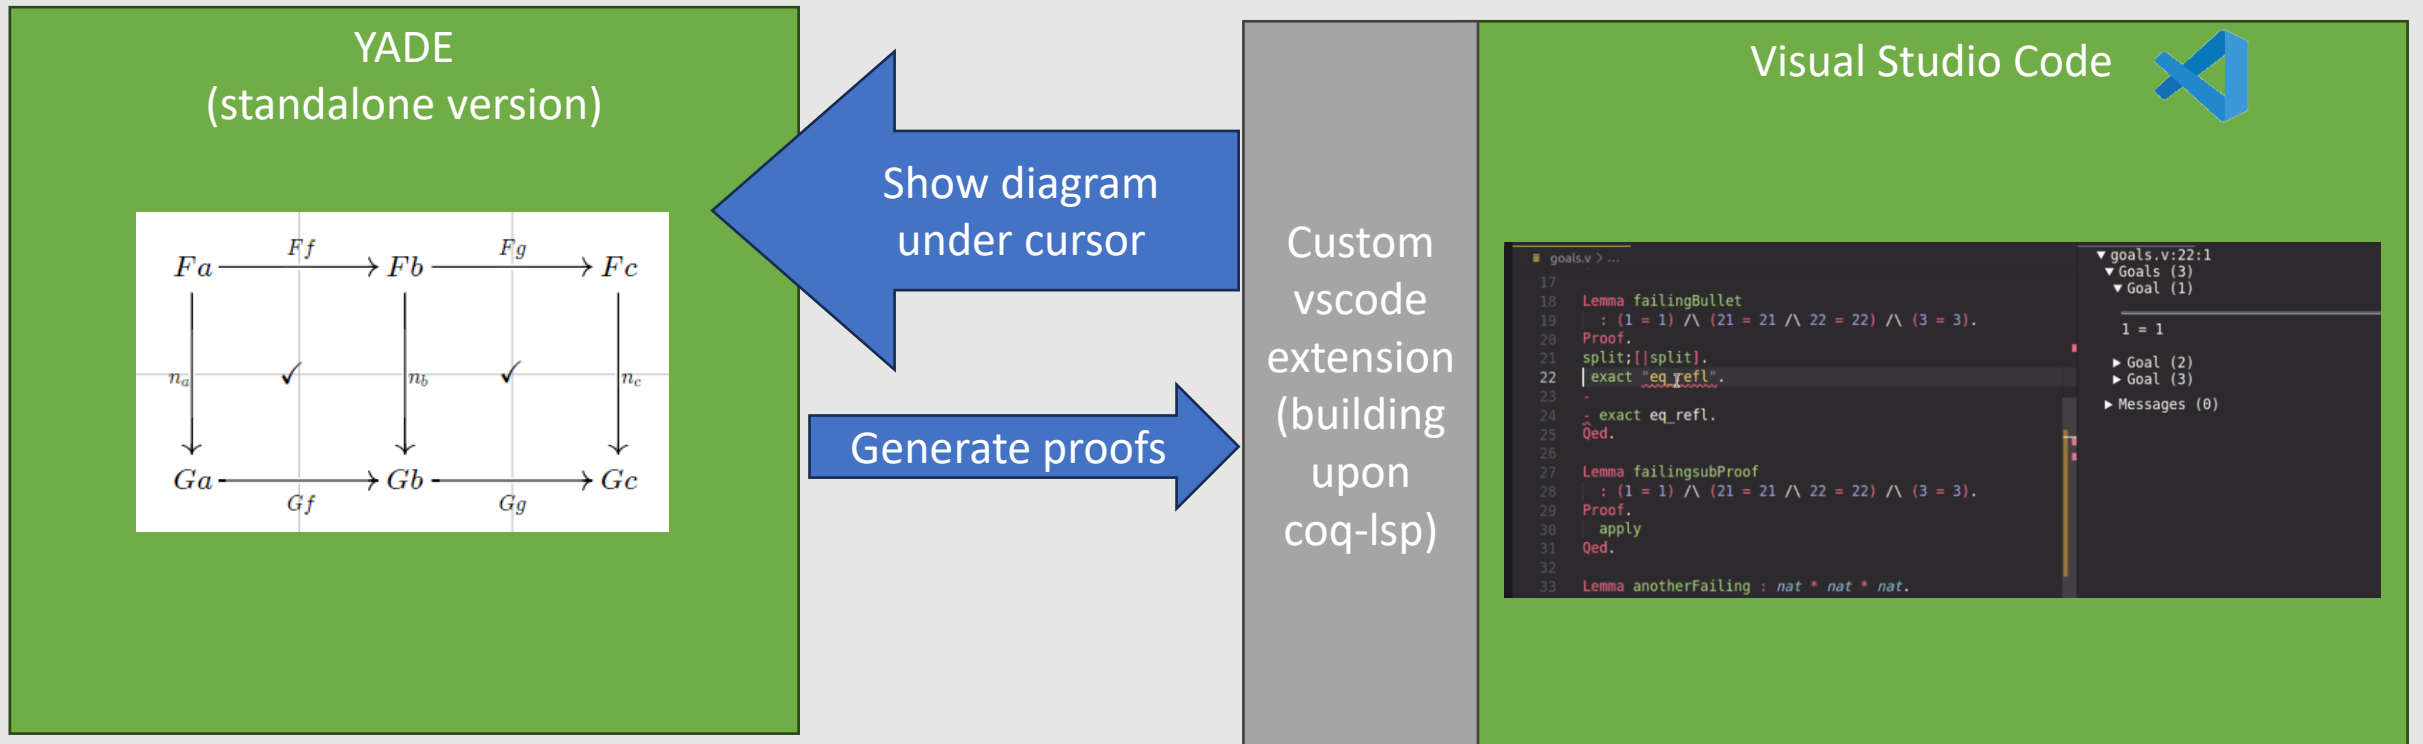 YADE
(standalone version)
Ff
Fg
Fa
Fb
Fc
na
nb
nc
✓
✓
Ga
Gb
Gc
Gf
Gg
Show diagram
under cursor
Generate proofs
Custom
vscode
extension
(building
upon
coq-lsp)
Visual Studio Code
goals.v > ...
17
18 Lemma failingBullet
19 : (1 = 1) /\ (21 = 21 /\ 22 = 22) /\ (3 = 3).
20 Proof.
21 split;[|split].
22 exact "eq_refl".
23 -
24 - exact eq_refl.
25 Qed.
26
27 Lemma failingsubProof
28 : (1 = 1) /\ (21 = 21 /\ 22 = 22) /\ (3 = 3).
29 Proof.
30 apply
31 Qed.
32
33 Lemma anotherFailing : nat * nat * nat.
▼ goals.v:22:1
▼ Goals (3)
▼ Goal (1)
1 = 1
▶ Goal (2)
▶ Goal (3)
▶ Messages (0)